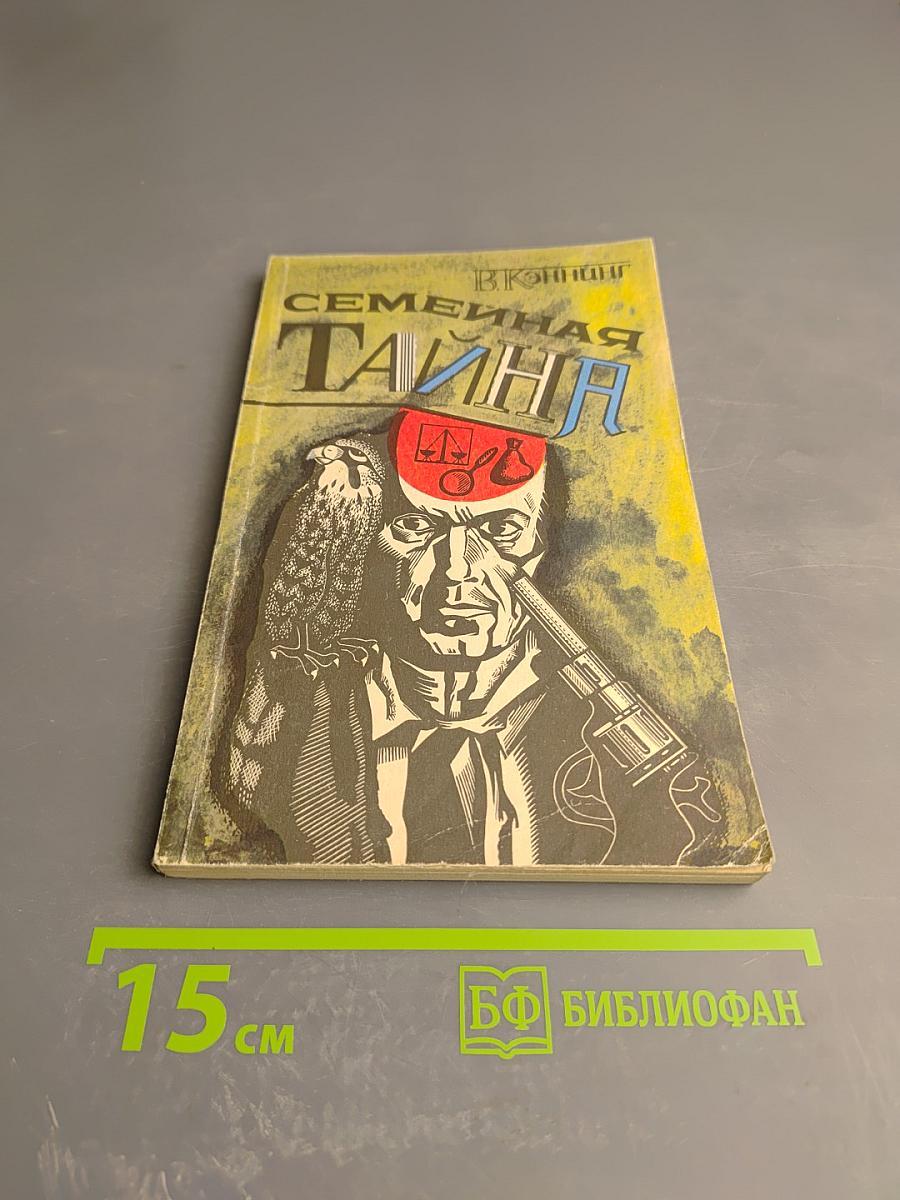 В. Кэннинг
СЕМЕЙНАЯ
ТАЙНА
15 см
БФ БИБЛИОФАН